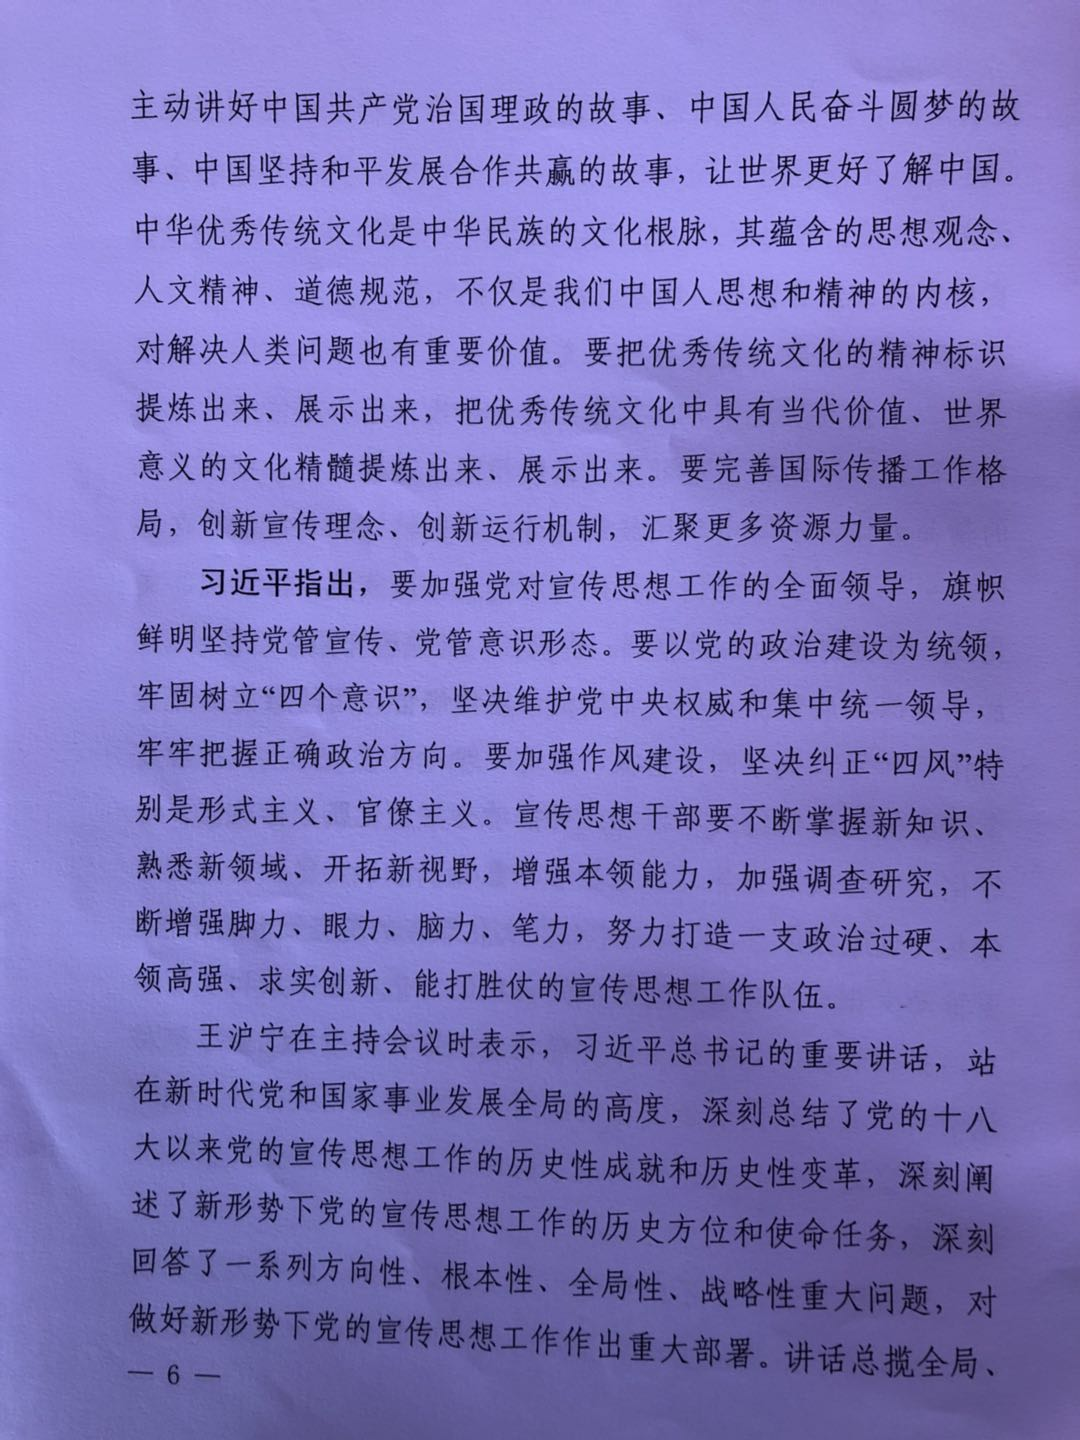 主动讲好中国共产党治国理政的故事、中国人民奋斗圆梦的故
事、中国坚持和平发展合作共赢的故事，让世界更好了解中国。
中华优秀传统文化是中华民族的文化根脉，其蕴含的思想观念、
人文精神、道德规范，不仅是我们中国人思想和精神的内核，
对解决人类问题也有重要价值。要把优秀传统文化的精神标识
提炼出来、展示出来，把优秀传统文化中具有当代价值、世界
意义的文化精髓提炼出来、展示出来。要完善国际传播工作格
局，创新宣传理念、创新运行机制，汇聚更多资源力量。
习近平指出，要加强党对宣传思想工作的全面领导，旗帜
鲜明坚持党管宣传、党管意识形态。要以党的政治建设为统领，
牢固树立“四个意识”，坚决维护党中央权威和集中统一领导，
牢牢把握正确政治方向。要加强作风建设，坚决纠正“四风”特
别是形式主义、官僚主义。宣传思想干部要不断掌握新知识、
熟悉新领域、开拓新视野，增强本领能力，加强调查研究，不
断增强脚力、眼力、脑力、笔力，努力打造一支政治过硬、本
领高强、求实创新、能打胜仗的宣传思想工作队伍。
王沪宁在主持会议时表示，习近平总书记的重要讲话，站
在新时代党和国家事业发展全局的高度，深刻总结了党的十八
大以来党的宣传思想工作的历史性成就和历史性变革，深刻阐
述了新形势下党的宣传思想工作的历史方位和使命任务，深刻
回答了一系列方向性、根本性、全局性、战略性重大问题，对
做好新形势下党的宣传思想工作作出重大部署。讲话总揽全局、
— 6 —